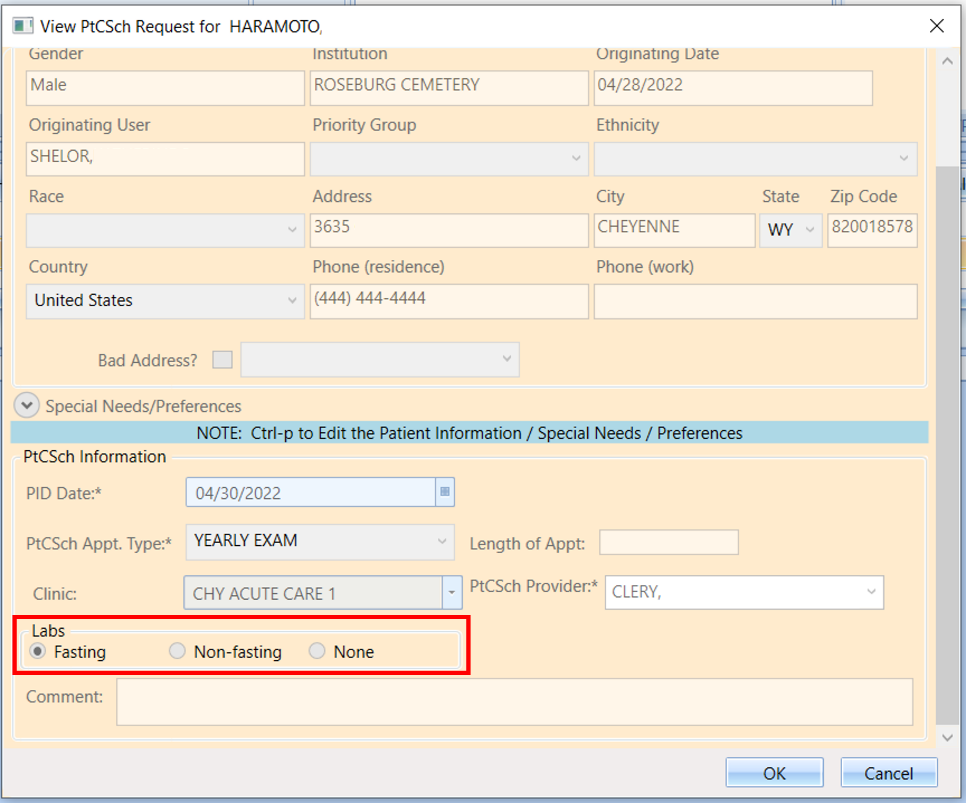 View PtCSch Request for HARAMOTO,
Gender Institution Originating Date
Male ROSEBURG CEMETERY 04/28/2022
Originating User Priority Group Ethnicity
SHELOR,
Race Address City State Zip Code
3635 CHEYENNE WY 820018578
Country Phone (residence) Phone (work)
United States (444) 444-4444
Bad Address?
Special Needs/Preferences
NOTE: Ctrl-p to Edit the Patient Information / Special Needs / Preferences
PtCSch Information
PID Date:* 04/30/2022
PtCSch Appt. Type:* YEARLY EXAM Length of Appt:
Clinic: CHY ACUTE CARE 1 PtCSch Provider:* CLERY,
Labs
Fasting Non-fasting None
Comment:
OK Cancel